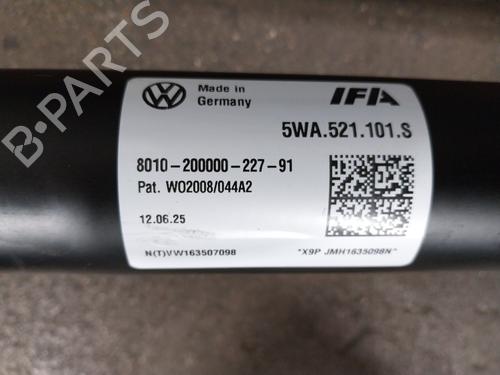 Made in
Germany
IFA
5WA.521.101.S
8010-200000-227-91
Pat. WO2008/044A2
12.06.25
N(T)VW163507098
*X9P JMH1635098N*
B-PARTS